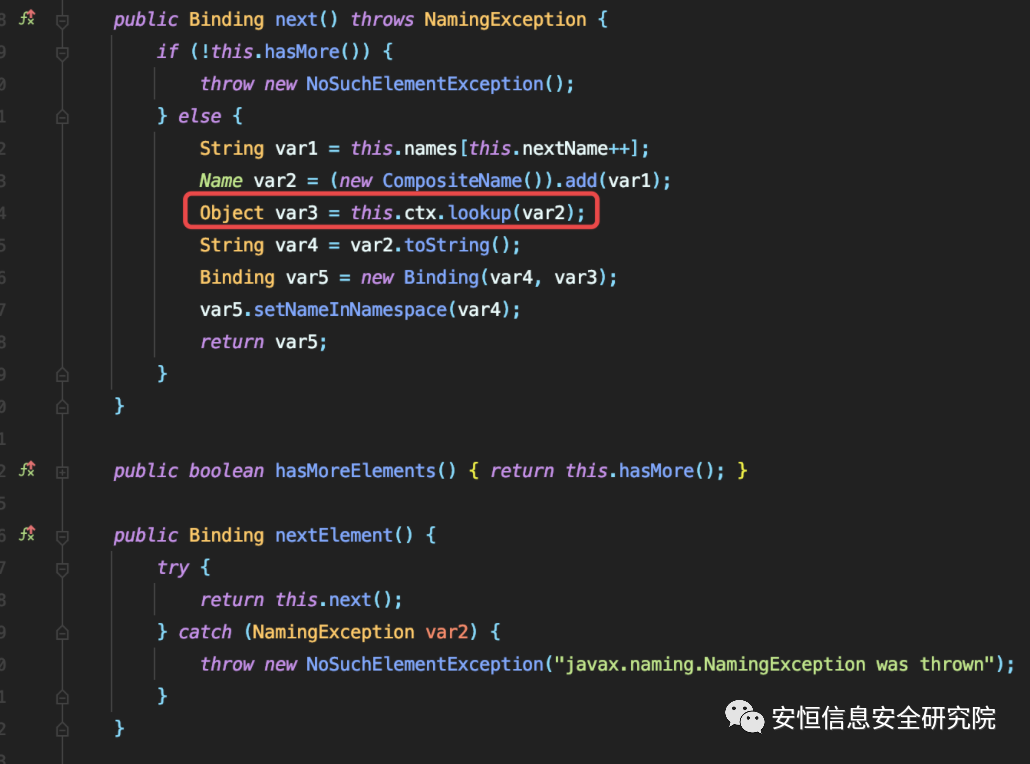 public Binding next() throws NamingException {
if (!this.hasMore()) {
throw new NoSuchElementException();
} else {
String var1 = this.names[this.nextName++];
Name var2 = (new CompositeName()).add(var1);
Object var3 = this.ctx.lookup(var2);
String var4 = var2.toString();
Binding var5 = new Binding(var4, var3);
var5.setNameInNamespace(var4);
return var5;
}
}
public boolean hasMoreElements() { return this.hasMore(); }
public Binding nextElement() {
try {
return this.next();
} catch (NamingException var2) {
throw new NoSuchElementException("javax.naming.NamingException was thrown");
}
}
安恒信息安全研究院